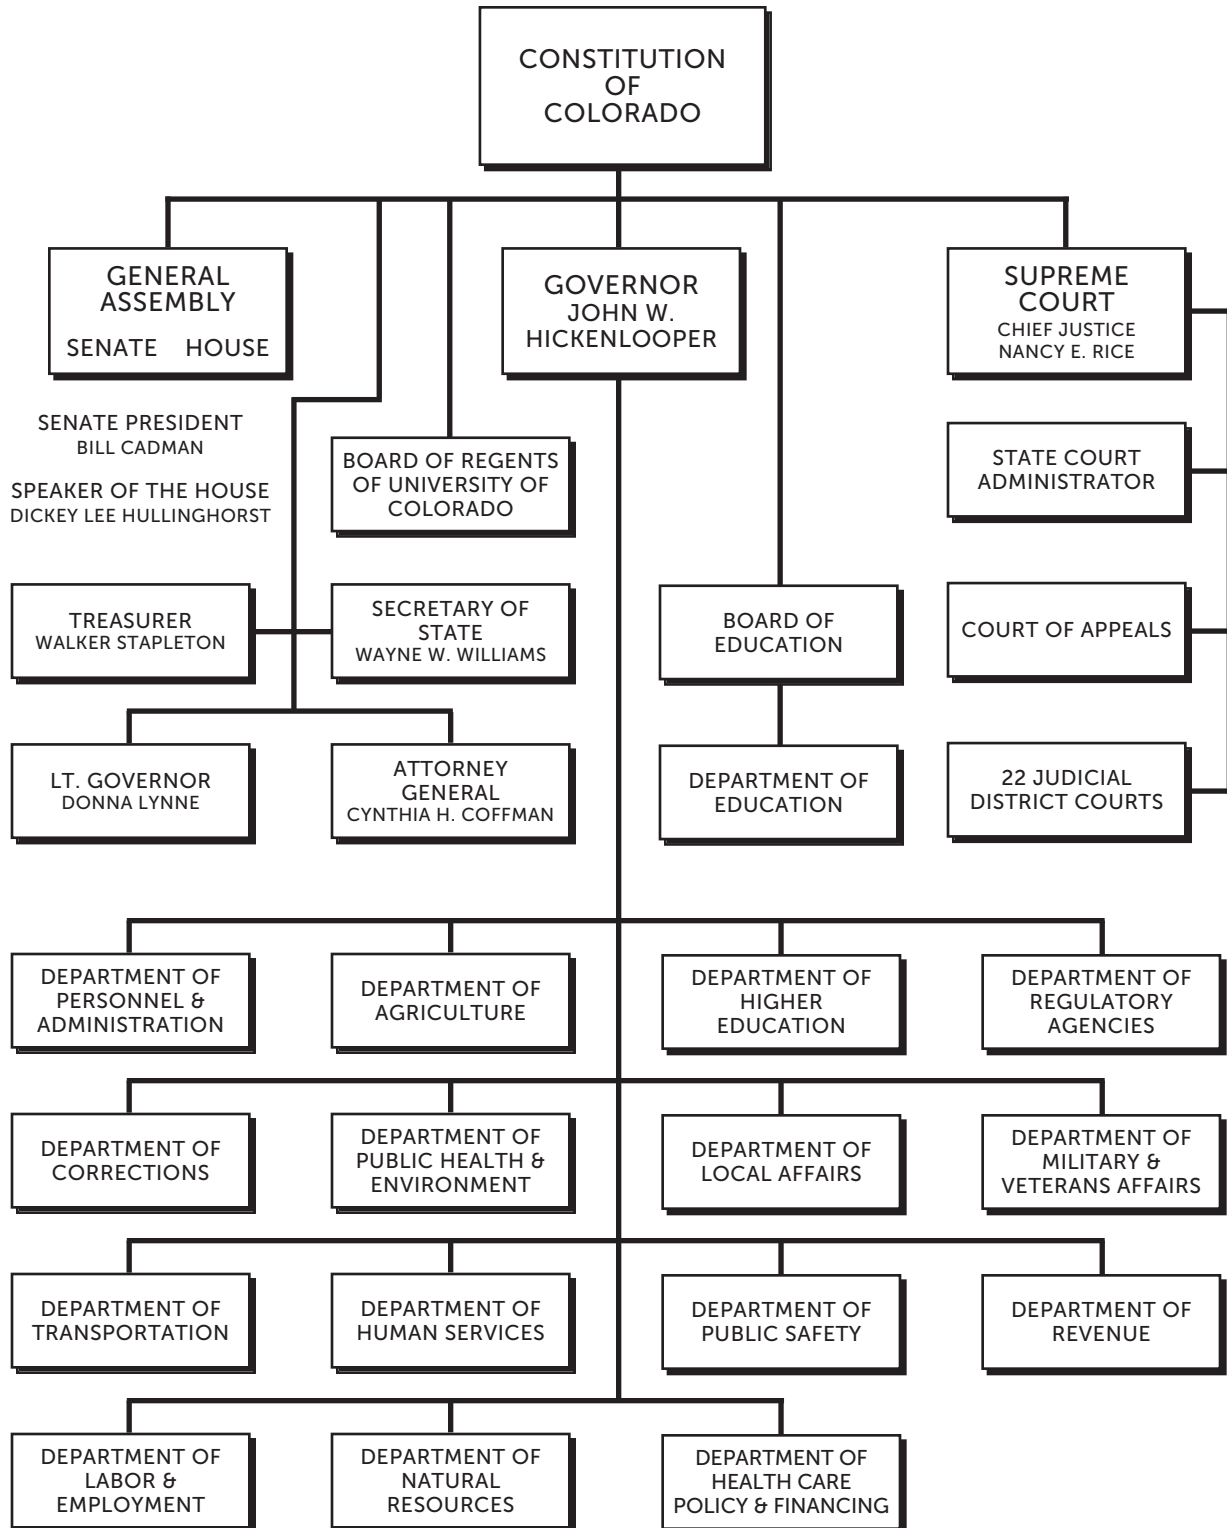 CONSTITUTION
OF
COLORADO
GENERAL
ASSEMBLY
SENATE HOUSE
GOVERNOR
JOHN W.
HICKENLOOPER
SUPREME
COURT
CHIEF JUSTICE
NANCY E. RICE
SENATE PRESIDENT
BILL CADMAN
SPEAKER OF THE HOUSE
DICKEY LEE HULLINGHORST
BOARD OF REGENTS
OF UNIVERSITY OF
COLORADO
STATE COURT
ADMINISTRATOR
TREASURER
WALKER STAPLETON
SECRETARY OF
STATE
WAYNE W. WILLIAMS
BOARD OF
EDUCATION
COURT OF APPEALS
LT. GOVERNOR
DONNA LYNNE
ATTORNEY
GENERAL
CYNTHIA H. COFFMAN
DEPARTMENT OF
EDUCATION
22 JUDICIAL
DISTRICT COURTS
DEPARTMENT OF
PERSONNEL &
ADMINISTRATION
DEPARTMENT OF
AGRICULTURE
DEPARTMENT OF
HIGHER
EDUCATION
DEPARTMENT OF
REGULATORY
AGENCIES
DEPARTMENT OF
CORRECTIONS
DEPARTMENT OF
PUBLIC HEALTH &
ENVIRONMENT
DEPARTMENT OF
LOCAL AFFAIRS
DEPARTMENT OF
MILITARY &
VETERANS AFFAIRS
DEPARTMENT OF
TRANSPORTATION
DEPARTMENT OF
HUMAN SERVICES
DEPARTMENT OF
PUBLIC SAFETY
DEPARTMENT OF
REVENUE
DEPARTMENT OF
LABOR &
EMPLOYMENT
DEPARTMENT OF
NATURAL
RESOURCES
DEPARTMENT OF
HEALTH CARE
POLICY & FINANCING